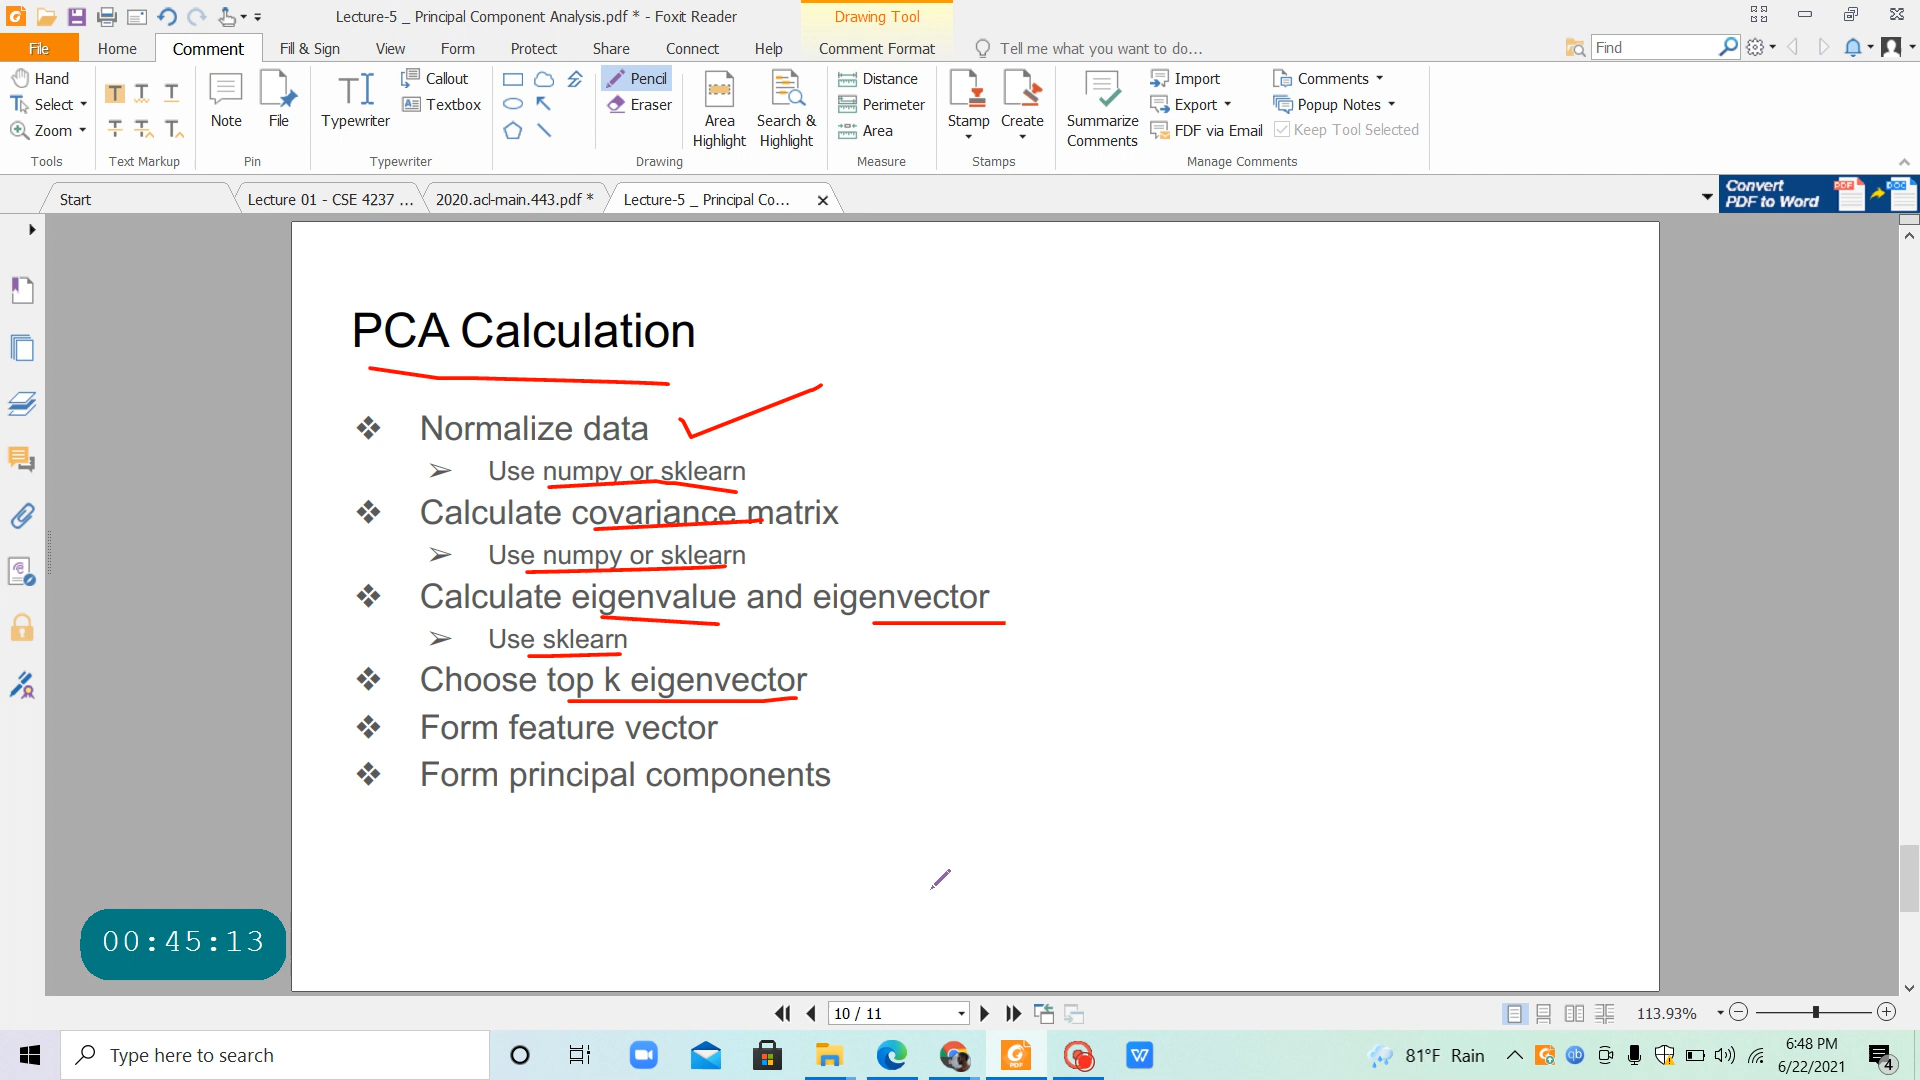 Lecture-5 _ Principal Component Analysis.pdf * - Foxit Reader
Drawing Tool
File Home Comment Fill & Sign View Form Protect Share Connect Help Comment Format Tell me what you want to do... Find
Hand
Select
Zoom
Tools
Text Markup
Note
File
Pin
Typewriter
Callout
Textbox
Typewriter
Pencil
Eraser
Area
Highlight
Search &
Highlight
Drawing
Distance
Perimeter
Area
Measure
Stamp
Create
Stamps
Summarize
Comments
Import
Export
FDF via Email
Comments
Popup Notes
Keep Tool Selected
Manage Comments
Start
Lecture 01 - CSE 4237 ...
2020.acl-main.443.pdf *
Lecture-5 _ Principal Co...
Convert
PDF to Word
PDF
DOC
PCA Calculation
Normalize data
Use numpy or sklearn
Calculate covariance matrix
Use numpy or sklearn
Calculate eigenvalue and eigenvector
Use sklearn
Choose top k eigenvector
Form feature vector
Form principal components
00:45:13
10 / 11
113.93%
Type here to search
81°F Rain
6:48 PM
6/22/2021
4